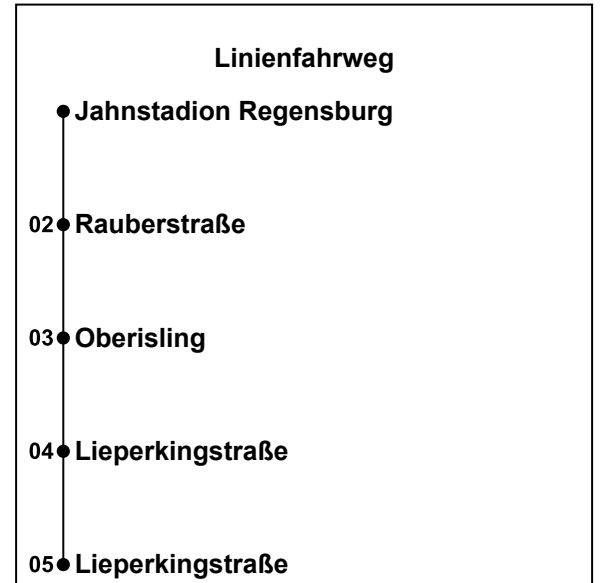 Linienfahrweg
Jahnstadion Regensburg
02 Rauberstraße
03 Oberisling
04 Lieperkingstraße
05 Lieperkingstraße